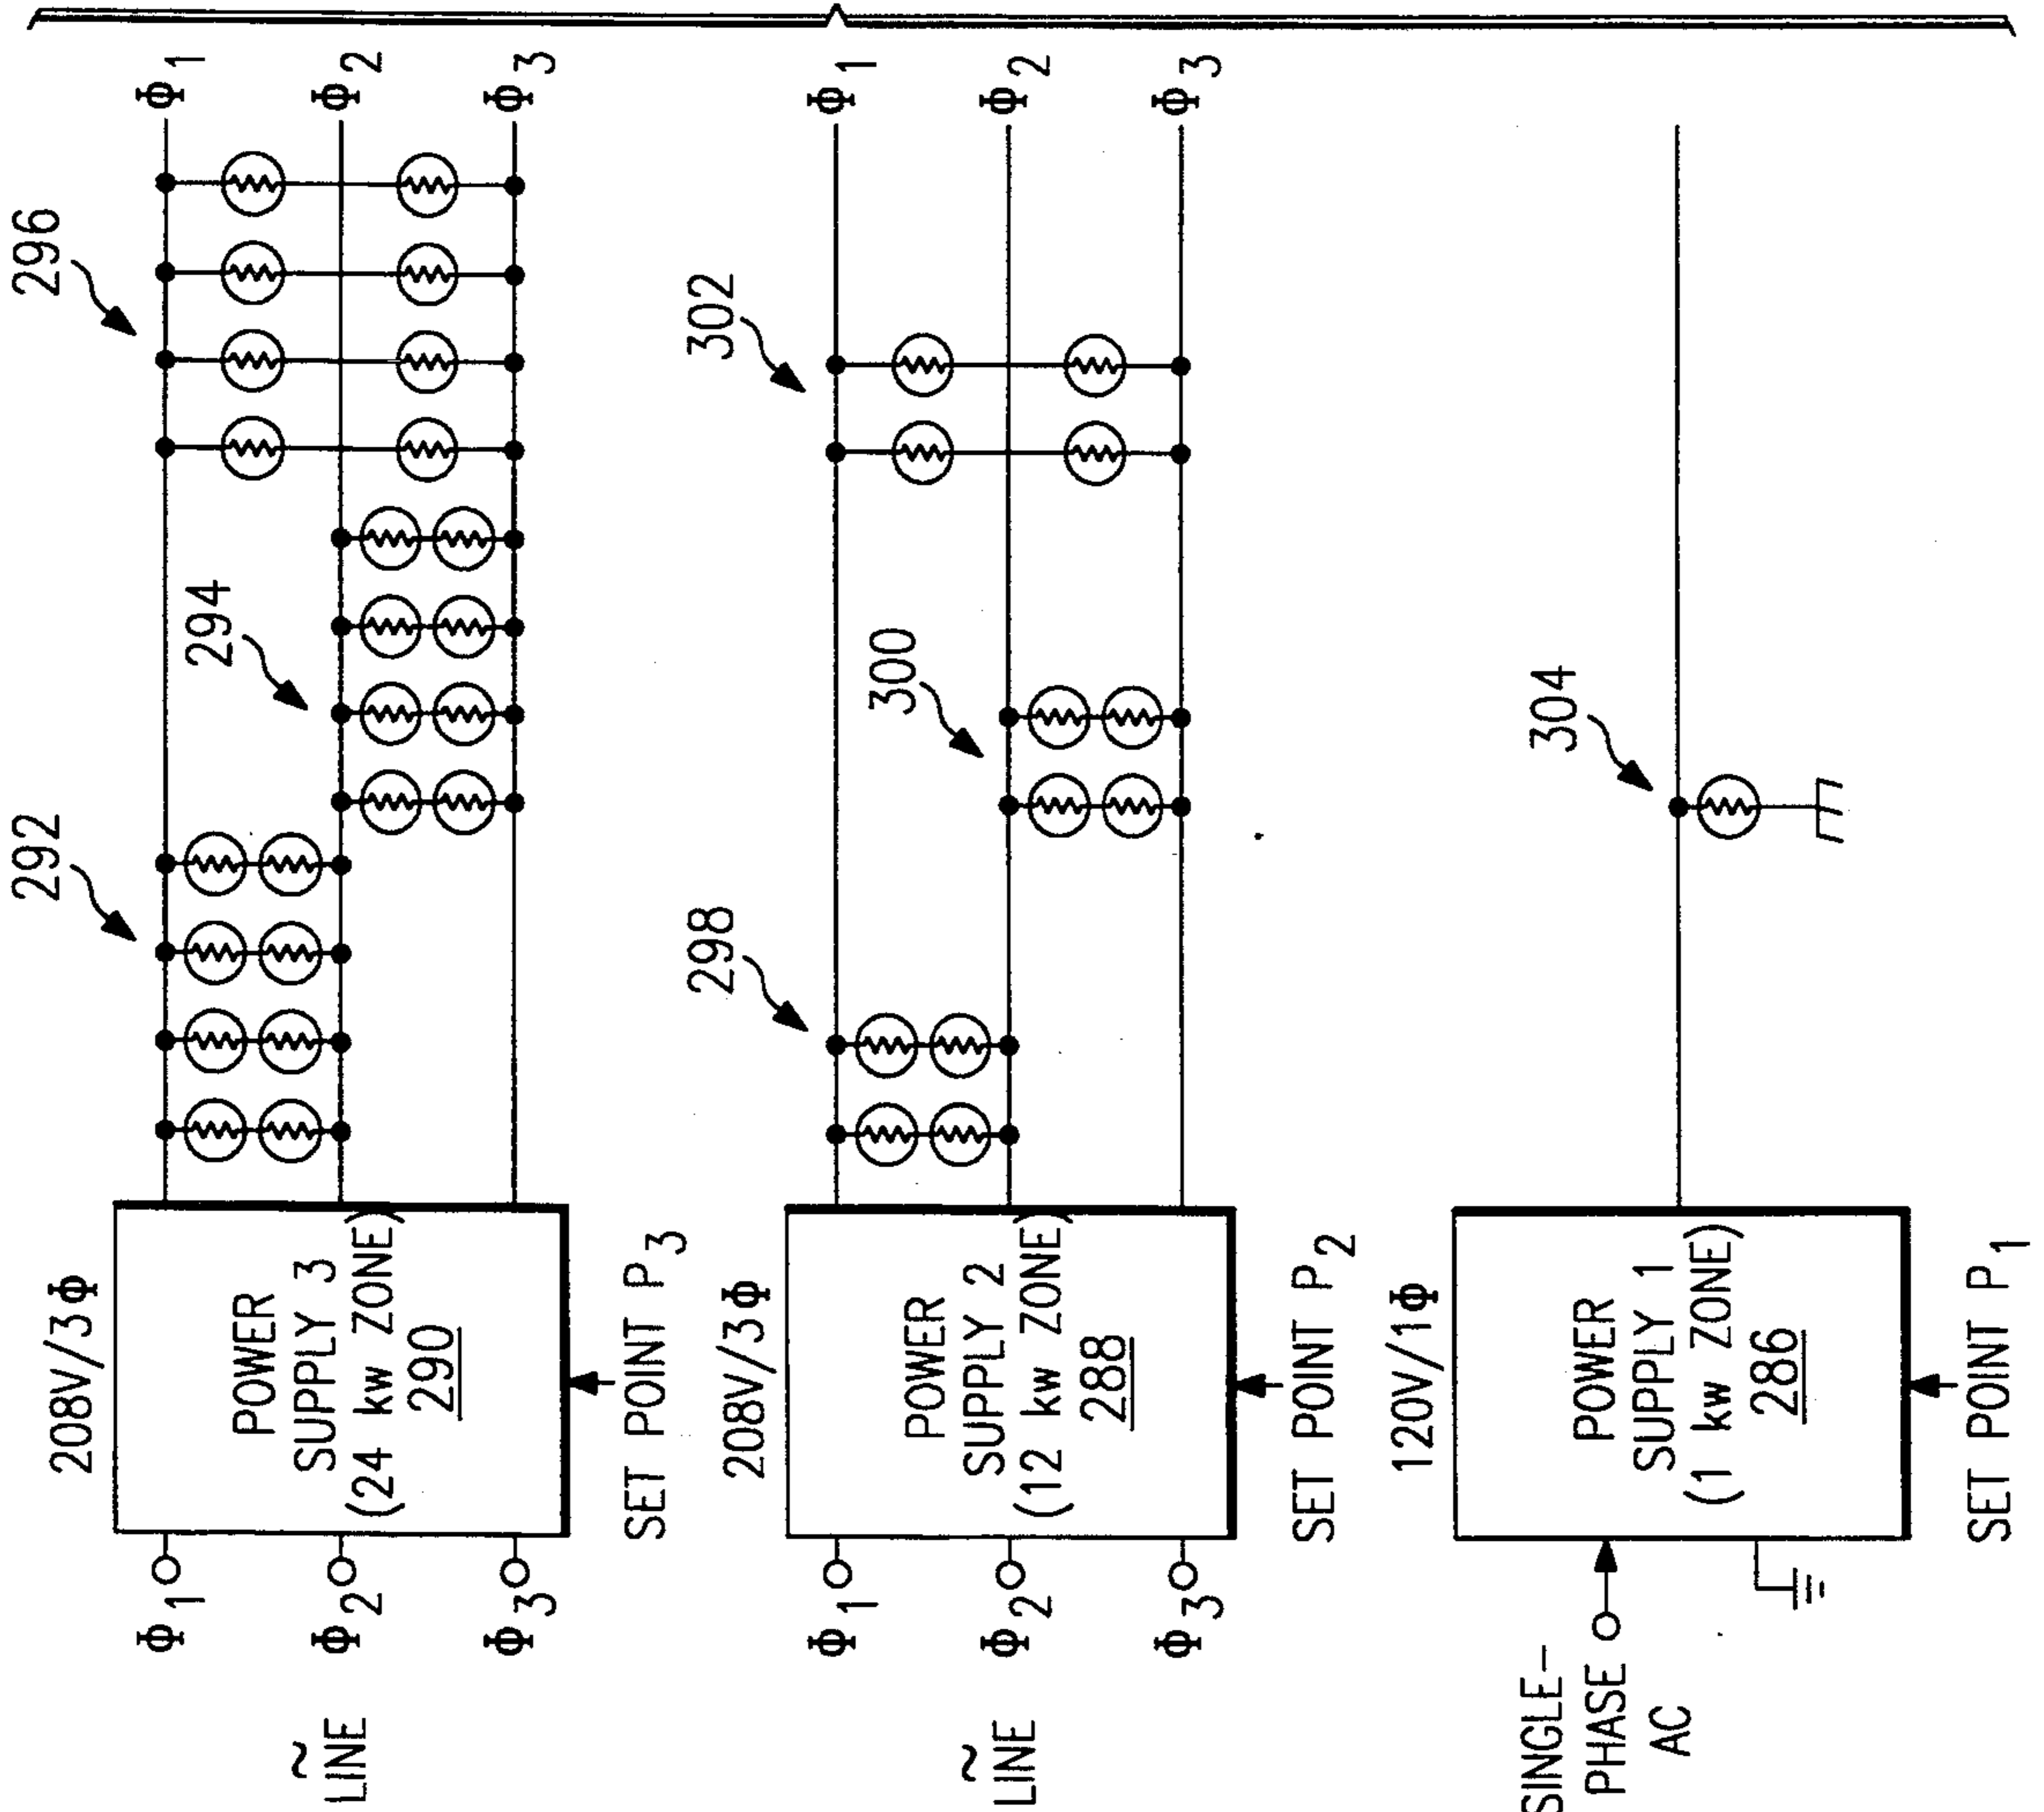 208V/3Φ
Φ1
Φ2
Φ3
~
LINE
POWER
SUPPLY 3
(24 kw ZONE)
290
SET POINT P3
292
294
296
Φ1
Φ2
Φ3
208V/3Φ
Φ1
Φ2
Φ3
~
LINE
POWER
SUPPLY 2
(12 kw ZONE)
288
SET POINT P2
298
300
302
Φ1
Φ2
Φ3
120V/1Φ
SINGLE-
PHASE
AC
POWER
SUPPLY 1
(1 kw ZONE)
286
SET POINT P1
304